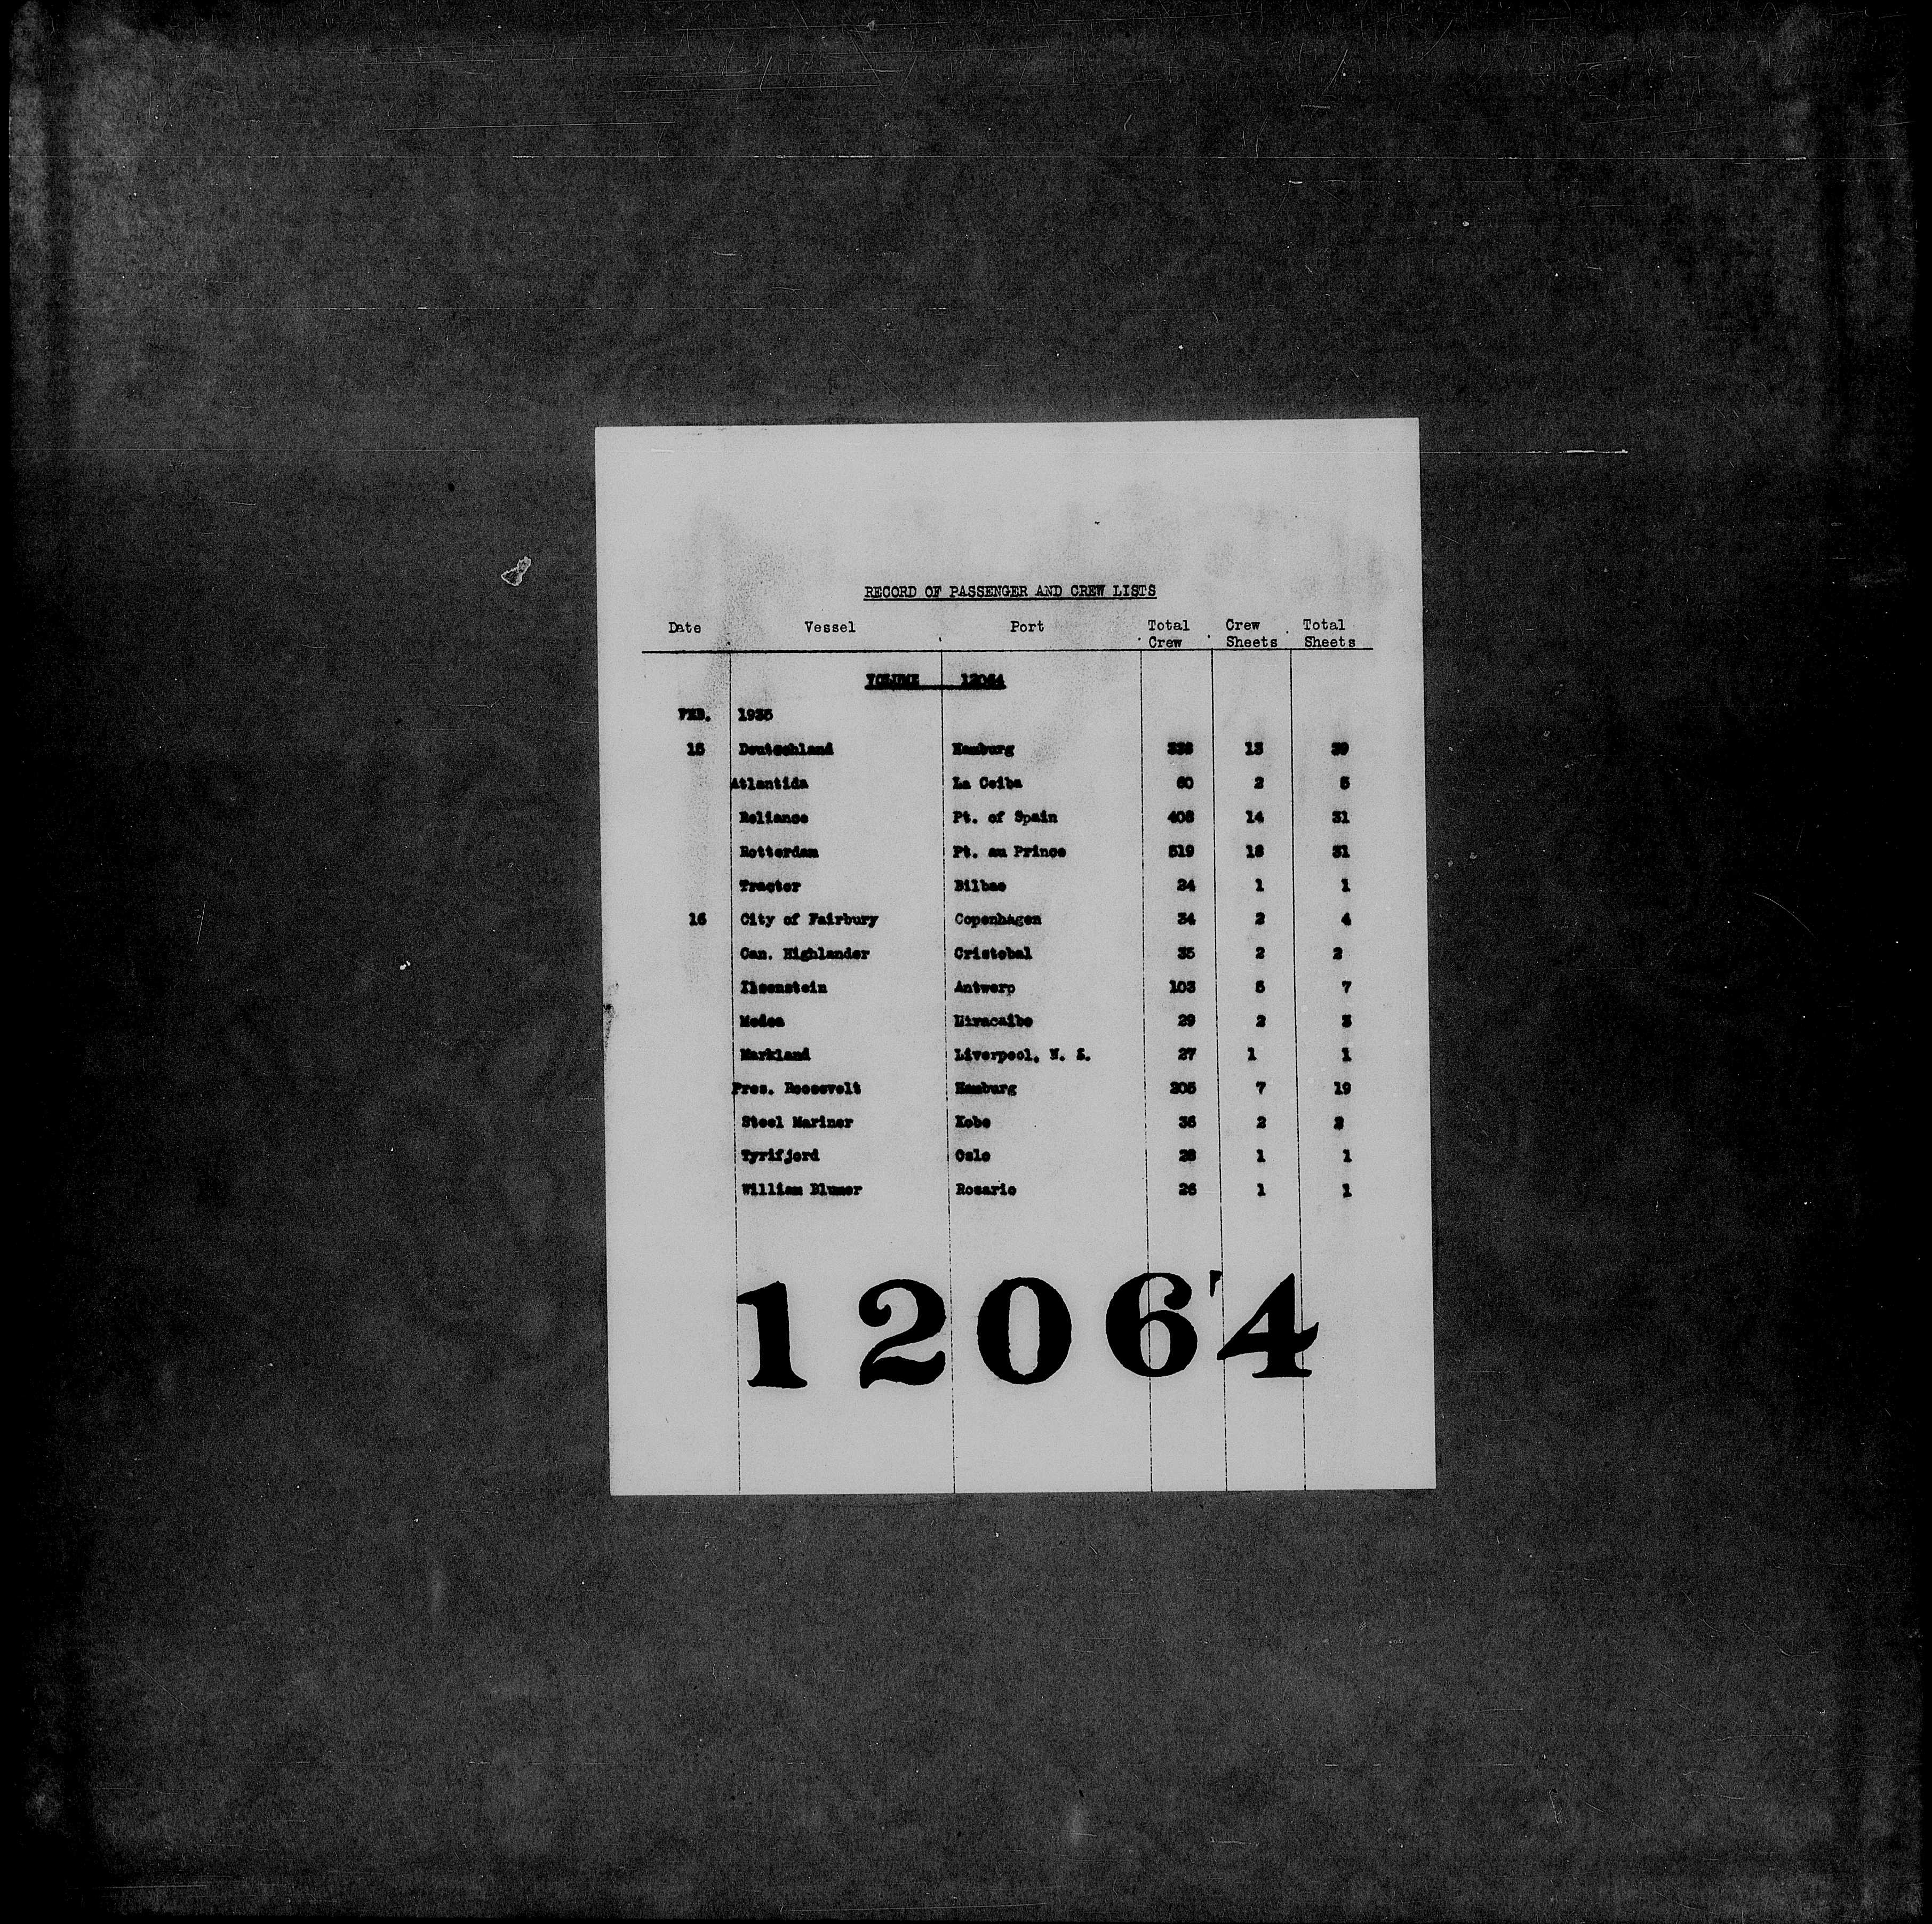 RECORD OF PASSENGER AND CREW LISTS
Date Vessel Port Total Crew Crew Sheets Total Sheets
VOLUME 12064
FEB. 1935
15 Deutschland Hamburg 13
Atlantida La Ceiba 60 2 5
Reliance Pt. of Spain 14 31
Rotterdam Pt. au Prince 519 31
Tractor Bilbao 24 1 1
16 City of Fairbury Copenhagen 34 2 4
Can. Highlander Cristobal 35 2 2
Ilsenstein Antwerp 103 5 7
Medea 29 2 3
Markland Liverpool, N. S. 27 1 1
Pres. Roosevelt Hamburg 205 7 19
Steel Mariner Kobe 36 2 2
Tyrifjord Oslo 28 1 1
William Blumer Rosario 26 1 1
12064